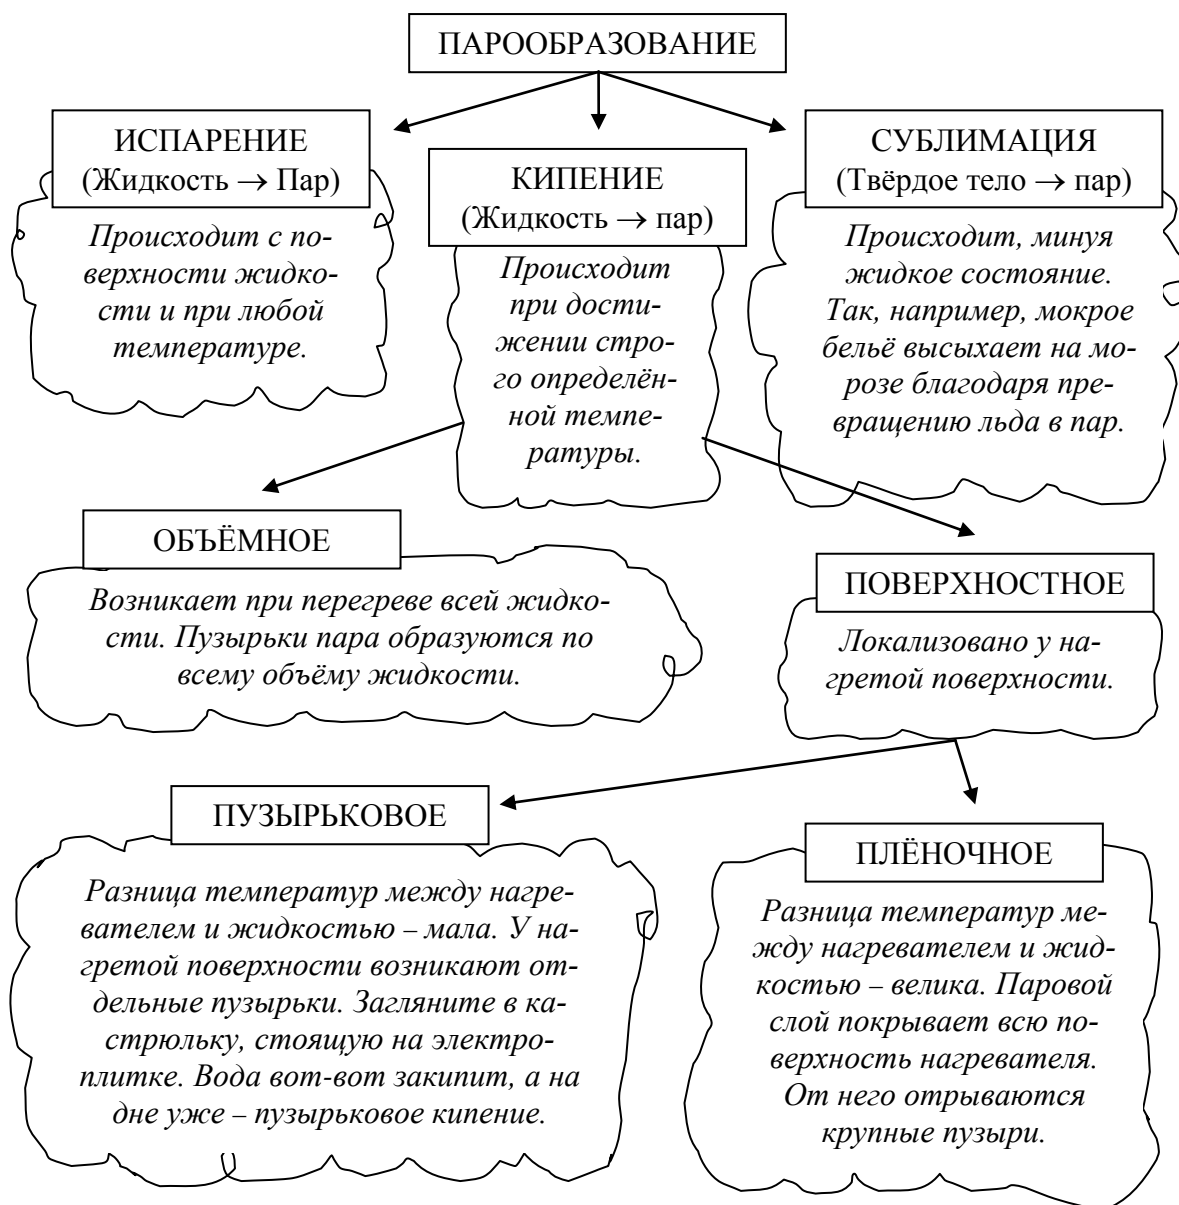 ПАРООБРАЗОВАНИЕ
ИСПАРЕНИЕ
(Жидкость → Пар)
Происходит с по-
верхности жидко-
сти и при любой
температуре.
КИПЕНИЕ
(Жидкость → пар)
Происходит
при дости-
жении стро-
го определён-
ной темпе-
ратуры.
СУБЛИМАЦИЯ
(Твёрдое тело → пар)
Происходит, минуя
жидкое состояние.
Так, например, мокрое
бельё высыхает на мо-
розе благодаря пре-
вращению льда в пар.
ОБЪЁМНОЕ
Возникает при перегреве всей жидко-
сти. Пузырьки пара образуются по
всему объёму жидкости.
ПОВЕРХНОСТНОЕ
Локализовано у на-
гретой поверхности.
ПУЗЫРЬКОВОЕ
Разница температур между нагре-
вателем и жидкостью – мала. У на-
гретой поверхности возникают от-
дельные пузырьки. Загляните в ка-
стрюльку, стоящую на электро-
плитке. Вода вот-вот закипит, а на
дне уже – пузырьковое кипение.
ПЛЁНОЧНОЕ
Разница температур ме-
жду нагревателем и жид-
костью – велика. Паровой
слой покрывает всю по-
верхность нагревателя.
От него отрываются
крупные пузыри.